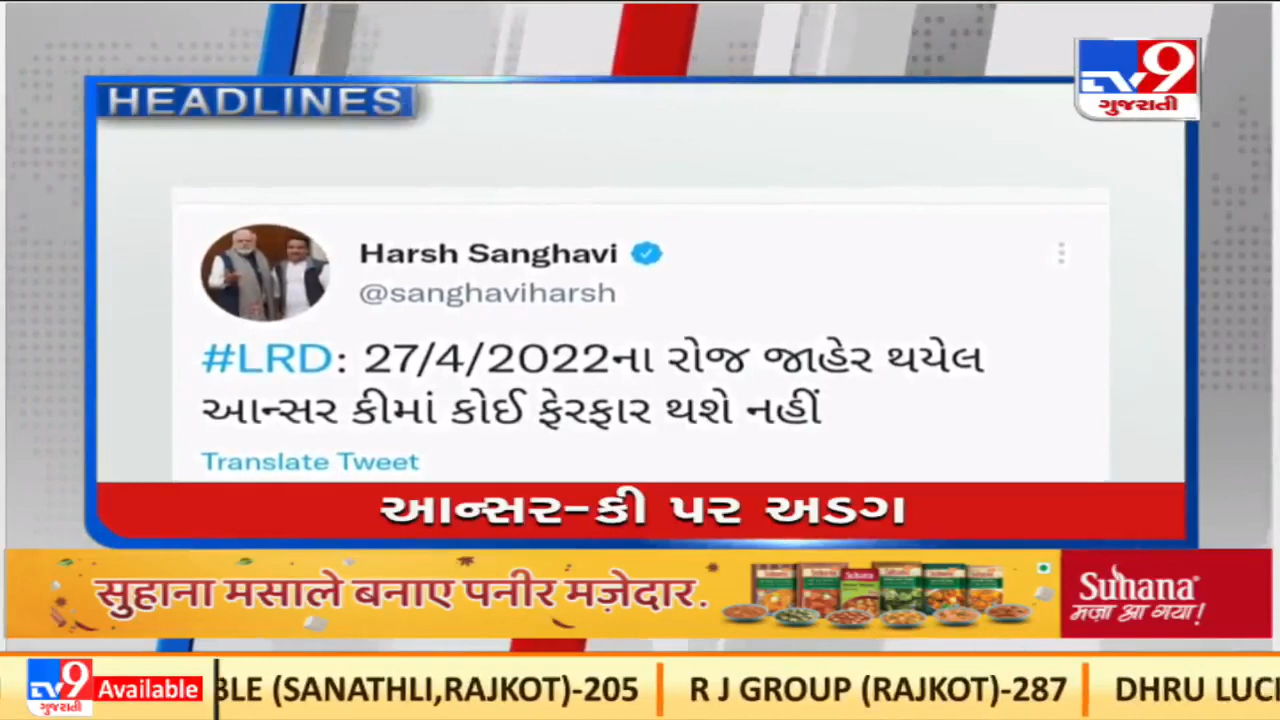 HEADLINES
TV9
ગુજરાતી
Harsh Sanghavi
@sanghaviharsh
#LRD: 27/4/2022ના રોજ જાહેર થયેલ
આન્સર કીમાં કોઈ ફેરફાર થશે નહીં
Translate Tweet
આન્સર-કી પર અડગ
सुहाना मसाले बनाए पनीर मज़ेदार.
Suhana
मज़ा आ गया!
TV9
ગુજરાતી
Available
BLE (SANATHLI,RAJKOT)-205
R J GROUP (RAJKOT)-287
DHRU